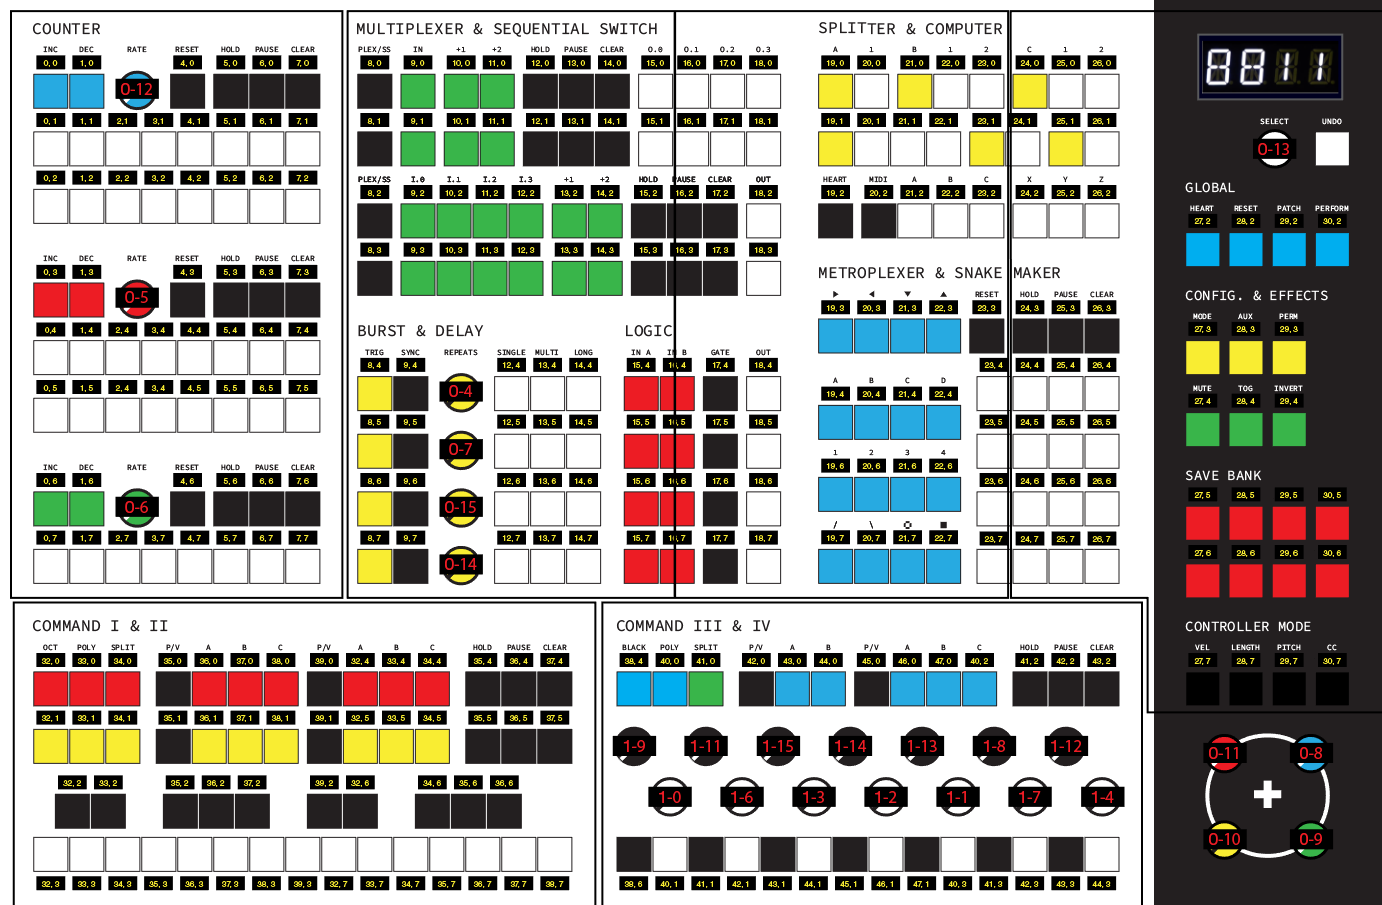 COUNTER
INC DEC RATE RESET HOLD PAUSE CLEAR
0,0 1,0 4,0 5,0 6,0 7,0
0-12
0,1 1,1 2,1 3,1 4,1 5,1 6,1 7,1
0,2 1,2 2,2 3,2 4,2 5,2 6,2 7,2
INC DEC RATE RESET HOLD PAUSE CLEAR
0,3 1,3 4,3 5,3 6,3 7,3
0-5
0,4 1,4 2,4 3,4 4,4 5,4 6,4 7,4
0,5 1,5 2,4 3,4 4,5 5,5 6,5 7,5
INC DEC RATE RESET HOLD PAUSE CLEAR
0,6 1,6 4,6 5,6 6,6 7,6
0-6
0,7 1,7 2,7 3,7 4,7 5,7 6,7 7,7
MULTIPLEXER & SEQUENTIAL SWITCH
PLEX/SS IN +1 +2 HOLD PAUSE CLEAR O.0 O.1 O.2 O.3
8,0 9,0 10,0 11,0 12,0 13,0 14,0 15,0 16,0 17,0 18,0
8,1 9,1 10,1 11,1 12,1 13,1 14,1 15,1 16,1 17,1 18,1
PLEX/SS I.0 I.1 I.2 I.3 +1 +2 HOLD PAUSE CLEAR OUT
8,2 9,2 10,2 11,2 12,2 13,2 14,2 15,2 16,2 17,2 18,2
8,3 9,3 10,3 11,3 12,3 13,3 14,3 15,3 16,3 17,3 18,3
BURST & DELAY
TRIG SYNC REPEATS SINGLE MULTI LONG
8,4 9,4 12,4 13,4 14,4
0-4
8,5 9,5 12,5 13,5 14,5
0-7
8,6 9,6 12,6 13,6 14,6
0-15
8,7 9,7 12,7 13,7 14,7
0-14
LOGIC
IN A IN B GATE OUT
15,4 16,4 17,4 18,4
15,5 16,5 17,5 18,5
15,6 16,6 17,6 18,6
15,7 16,7 17,7 18,7
SPLITTER & COMPUTER
A 1 B 1 2 C 1 2
19,0 20,0 21,0 22,0 23,0 24,0 25,0 26,0
19,1 20,1 21,1 22,1 23,1 24,1 25,1 26,1
HEART MIDI A B C X Y Z
19,2 20,2 21,2 22,2 23,2 24,2 25,2 26,2
METROPLEXER & SNAKE MAKER
RESET HOLD PAUSE CLEAR
19,3 20,3 21,3 22,3 23,3 24,3 25,3 26,3
23,4 24,4 25,4 26,4
A B C D
19,4 20,4 21,4 22,4
23,5 24,5 25,5 26,5
1 2 3 4
19,6 20,6 21,6 22,6 23,6 24,6 25,6 26,6
/ \
19,7 20,7 21,7 22,7 23,7 24,7 25,7 26,7
SELECT UNDO
0-13
GLOBAL
HEART RESET PATCH PERFORM
27,2 28,2 29,2 30,2
CONFIG. & EFFECTS
MODE AUX PERM
27,3 28,3 29,3
MUTE TOG INVERT
27,4 28,4 29,4
SAVE BANK
27,5 28,5 29,5 30,5
27,6 28,6 29,6 30,6
CONTROLLER MODE
VEL LENGTH PITCH CC
27,7 28,7 29,7 30,7
0-11 0-8
0-10 0-9
COMMAND I & II
OCT POLY SPLIT P/V A B C P/V A B C HOLD PAUSE CLEAR
32,0 33,0 34,0 35,0 36,0 37,0 38,0 39,0 32,4 33,4 34,4 35,4 36,4 37,4
32,1 33,1 34,1 35,1 36,1 37,1 38,1 39,1 32,5 33,5 34,5 35,5 36,5 37,5
32,2 33,2 35,2 36,2 37,2 39,2 32,6 34,6 35,6 36,6
32,3 33,3 34,3 35,3 36,3 37,3 38,3 39,3 32,7 33,7 34,7 35,7 36,7 37,7 38,7
COMMAND III & IV
BLACK POLY SPLIT P/V A B P/V A B C HOLD PAUSE CLEAR
38,4 40,0 41,0 42,0 43,0 44,0 45,0 46,0 47,0 40,2 41,2 42,2 43,2
1-9 1-11 1-15 1-14 1-13 1-8 1-12
1-0 1-6 1-3 1-2 1-1 1-7 1-4
39,6 40,1 41,1 42,1 43,1 44,1 45,1 46,1 47,1 40,3 41,3 42,3 43,3 44,3